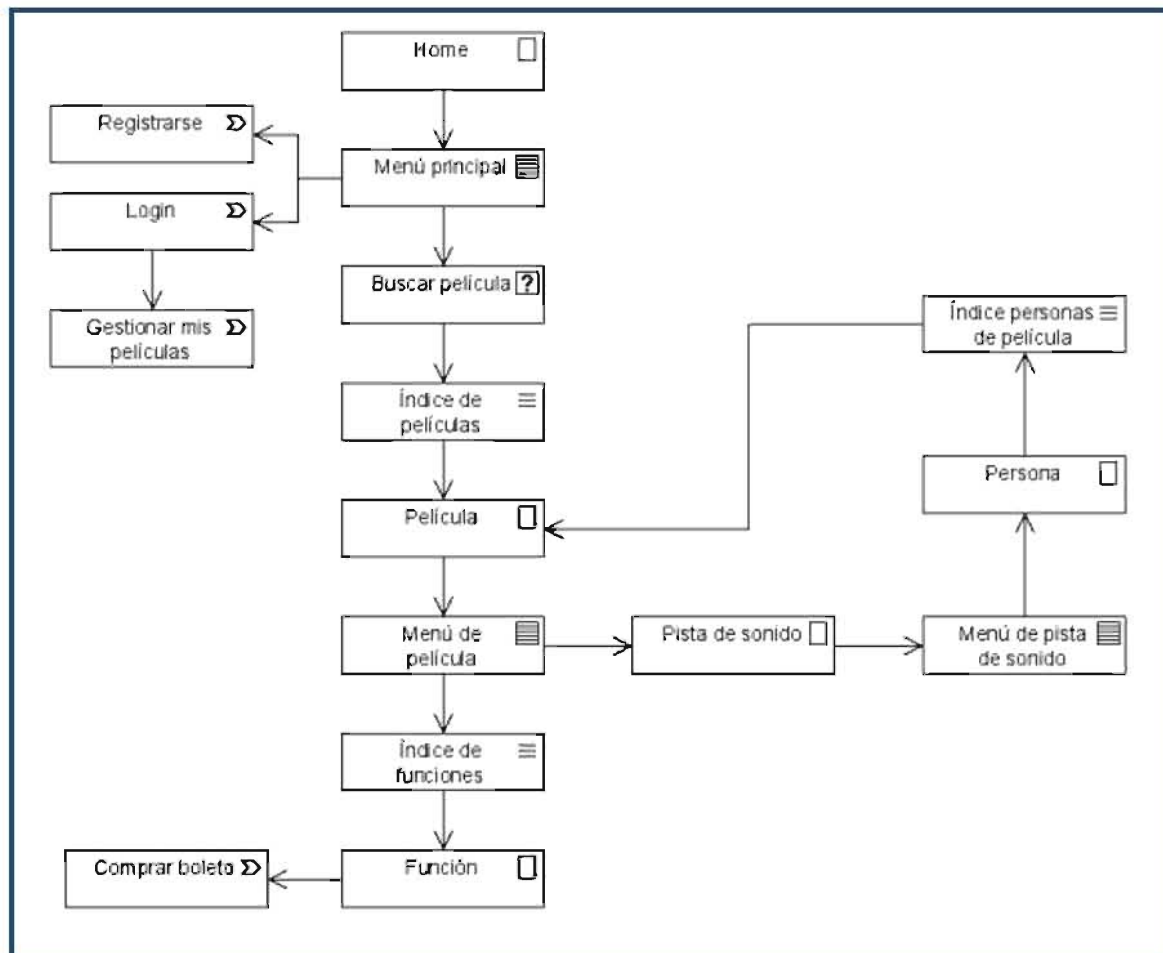 Home
Registrarse
Menú principal
Login
Buscar película
?
Gestionar mis
películas
Índice personas
de película
Índice de
películas
Persona
Película
Menú de
película
Pista de sonido
Menú de pista
de sonido
Índice de
funciones
Comprar boleto
Función